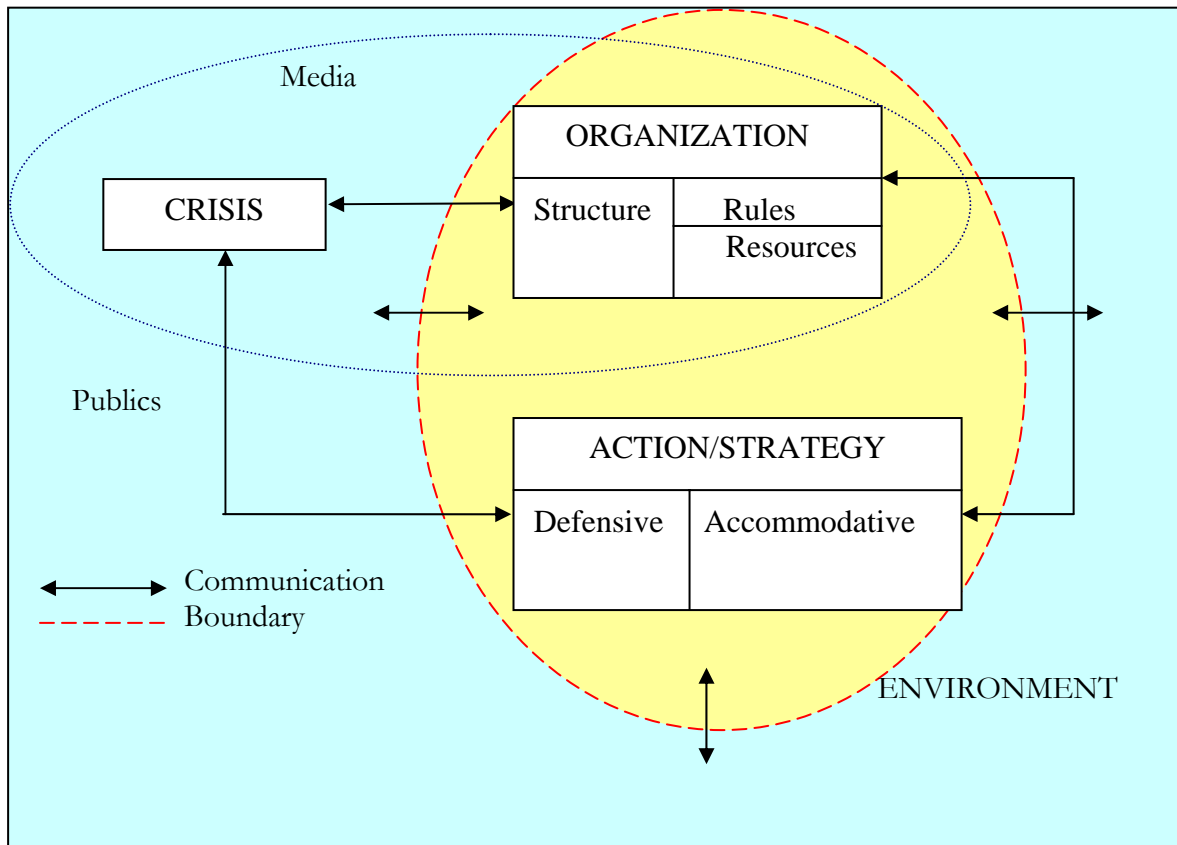 Media
ORGANIZATION
CRISIS
Structure
Rules
Resources
Publics
ACTION/STRATEGY
Defensive
Accommodative
Communication
Boundary
ENVIRONMENT